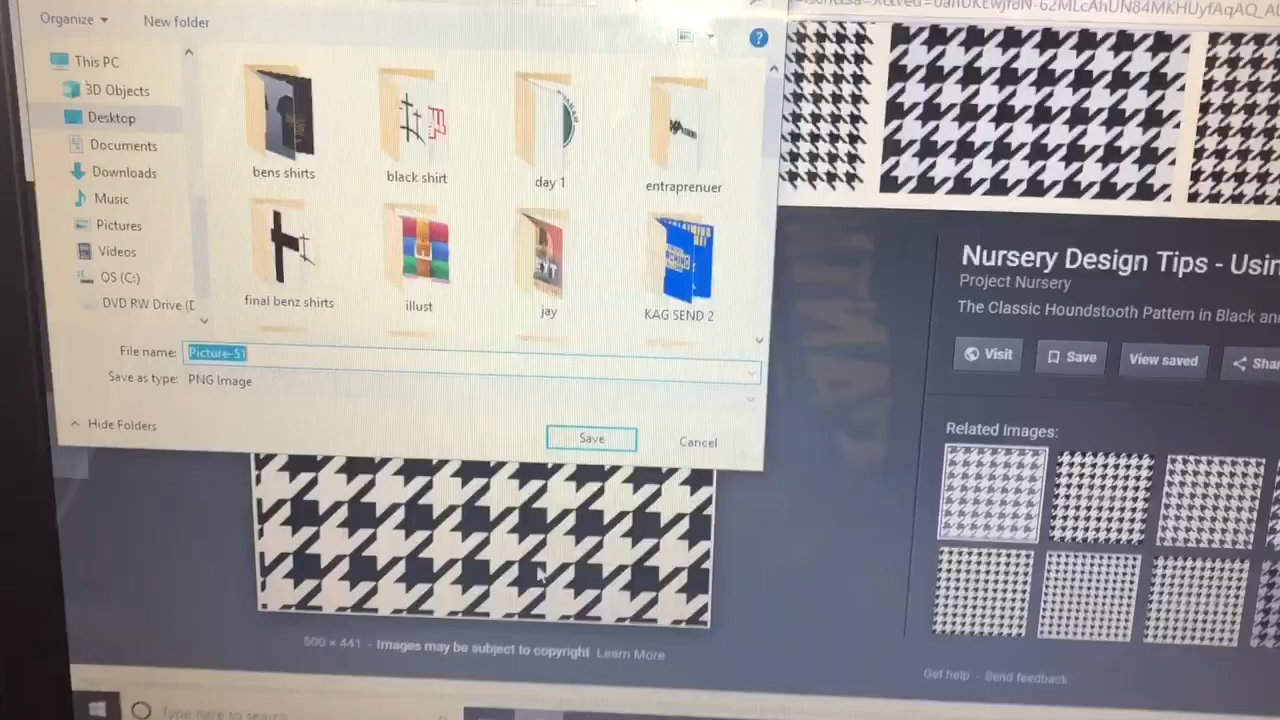 Organize
New folder
This PC
3D Objects
Desktop
Documents
Downloads
Music
Pictures
Videos
OS (C:)
DVD RW Drive (D
bens shirts
black shirt
day 1
entraprenuer
final benz shirts
illust
jay
KAG SEND 2
File name: Picture-51
Save as type: PNG Image
Hide Folders
Save
Cancel
Nursery Design Tips - Usin
Project Nursery
The Classic Houndstooth Pattern in Black an
Visit
Save
View saved
Shar
Related images:
500 × 441 - Images may be subject to copyright Learn More
Get help - Send feedback
Type here to search